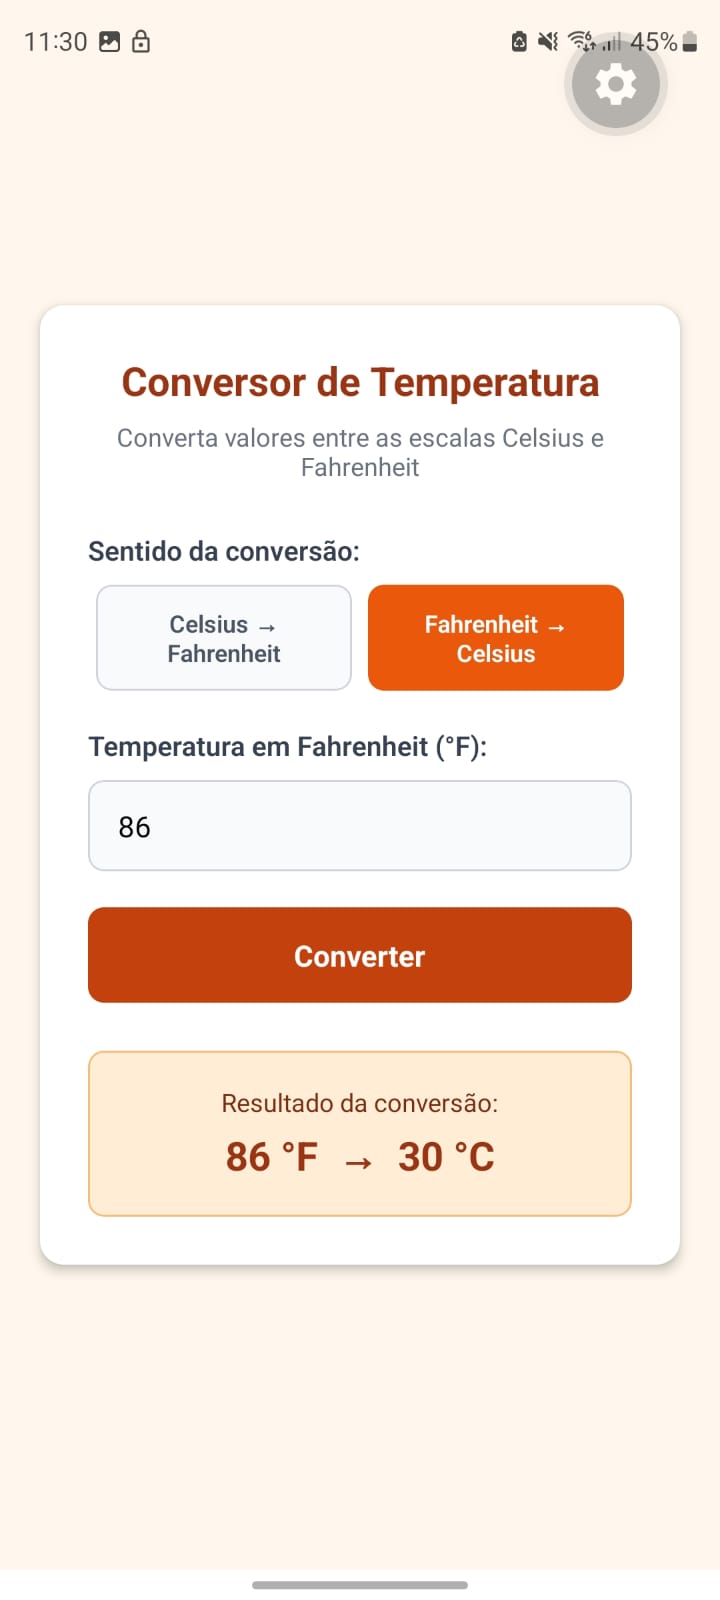 11:30
45%
Conversor de Temperatura
Converta valores entre as escalas Celsius e
Fahrenheit
Sentido da conversão:
Celsius →
Fahrenheit
Fahrenheit →
Celsius
Temperatura em Fahrenheit (°F):
86
Converter
Resultado da conversão:
86 °F → 30 °C